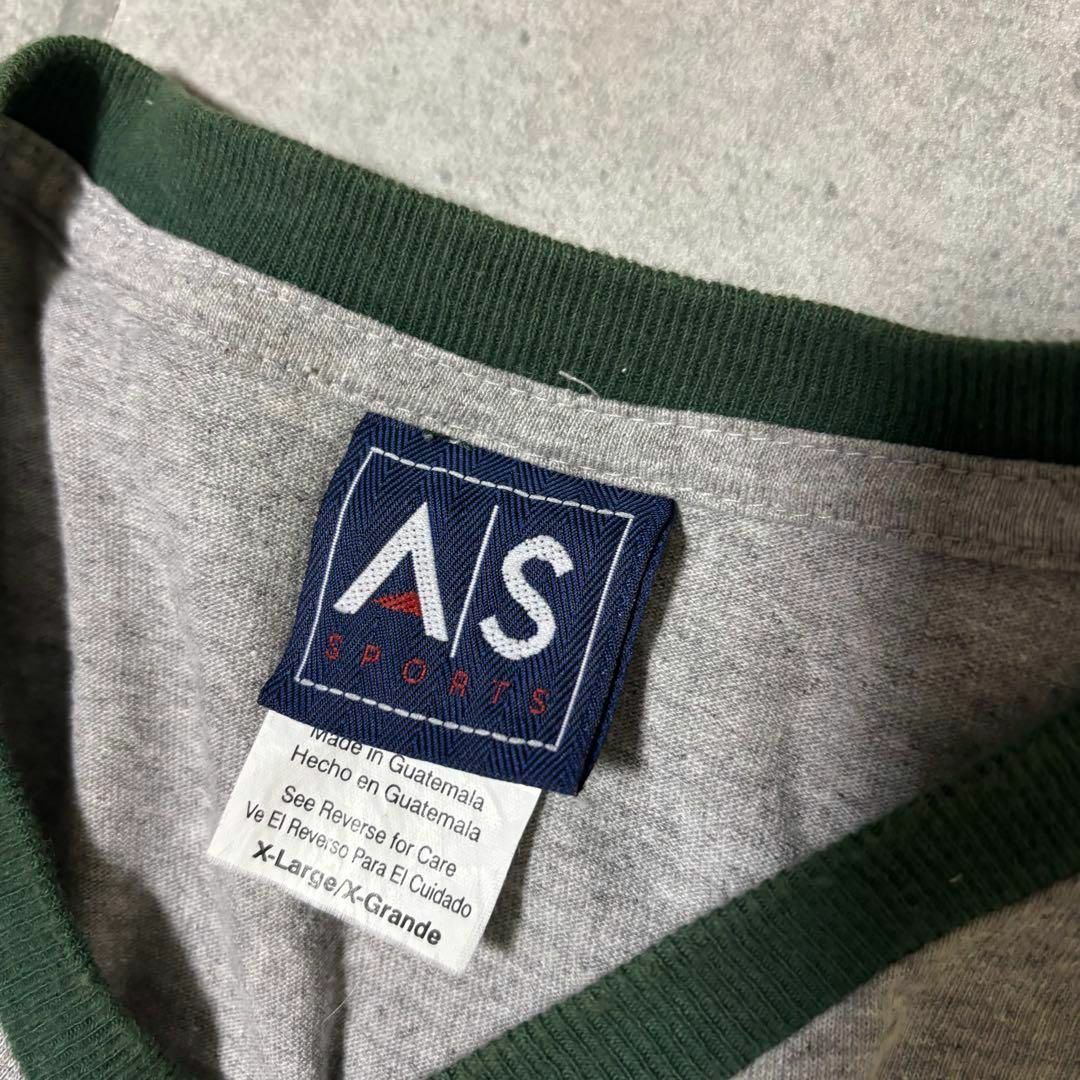 A|S
SPORTS
Made in Guatemala
Hecho en Guatemala
See Reverse for Care
Ve El Reverso Para El Cuidado
X-Large/X-Grande